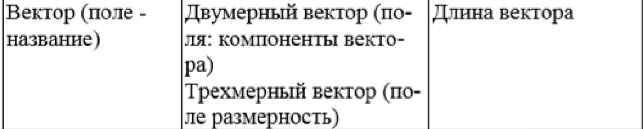 Вектор (поле -
название)
Двумерный вектор (по-
ля: компоненты векто-
ра)
Трехмерный вектор (по-
ле размерность)
Длина вектора